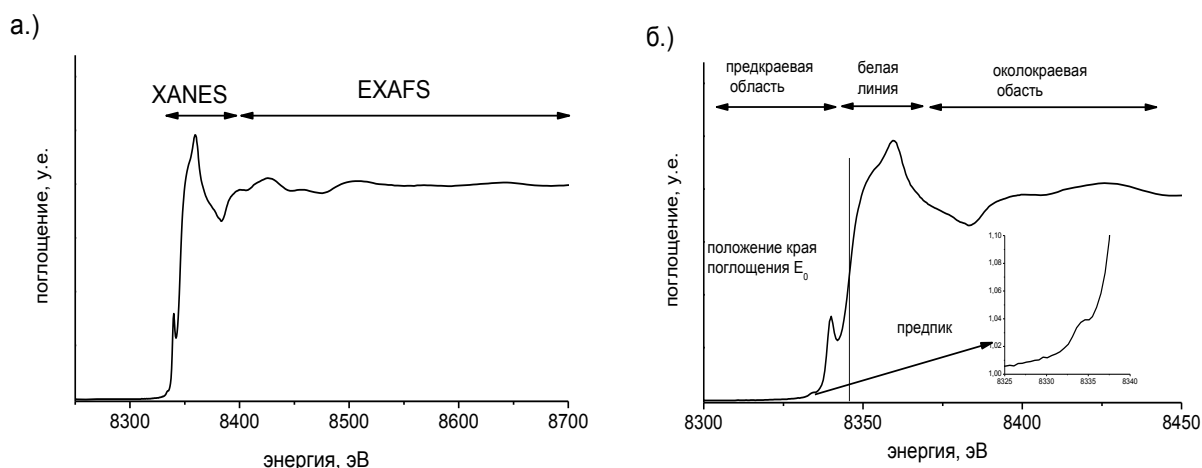 а.)
XANES
EXAFS
поглощение, у.е.
8300
8400
8500
8600
8700
энергия, эВ
б.)
предкраевая
область
белая
линия
околокраевая
обасть
поглощение, у.е.
положение края
поглощения E0
предпик
1,10
1,08
1,06
1,04
1,02
1,00
8325
8330
8335
8340
8300
8350
8400
8450
энергия, эВ